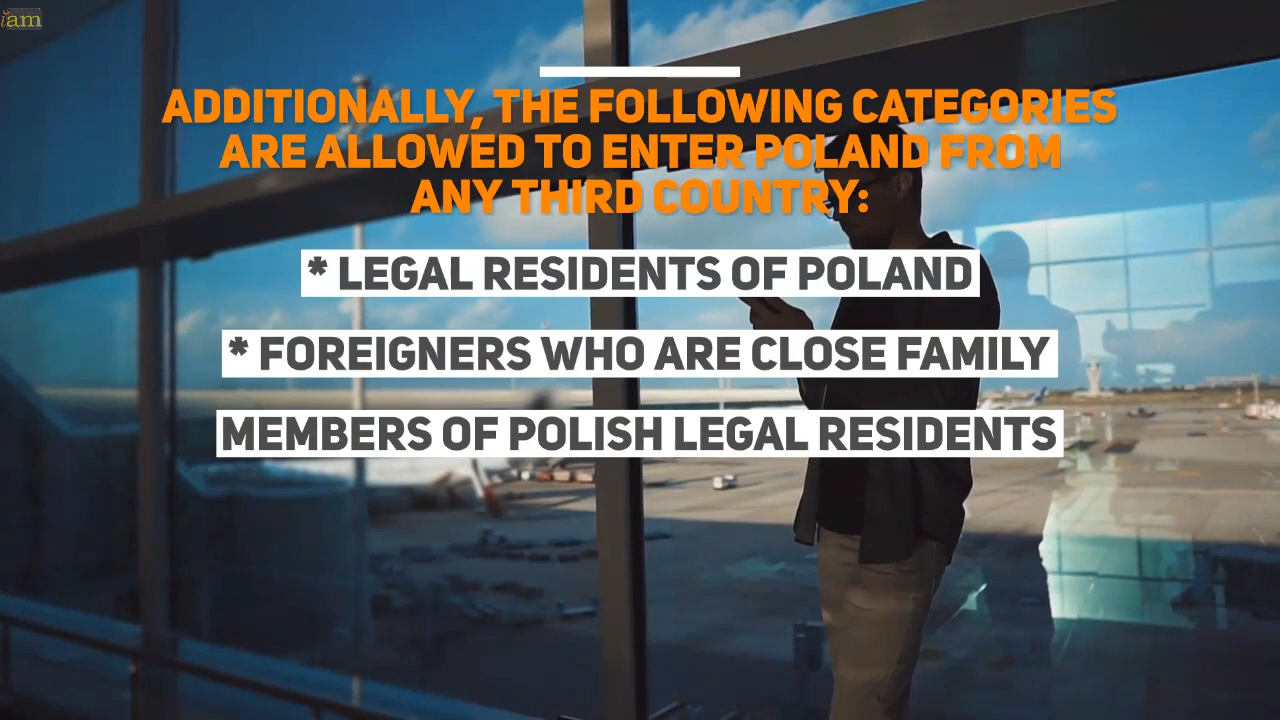 iam
ADDITIONALLY, THE FOLLOWING CATEGORIES
ARE ALLOWED TO ENTER POLAND FROM
ANY THIRD COUNTRY:
* LEGAL RESIDENTS OF POLAND
* FOREIGNERS WHO ARE CLOSE FAMILY
MEMBERS OF POLISH LEGAL RESIDENTS